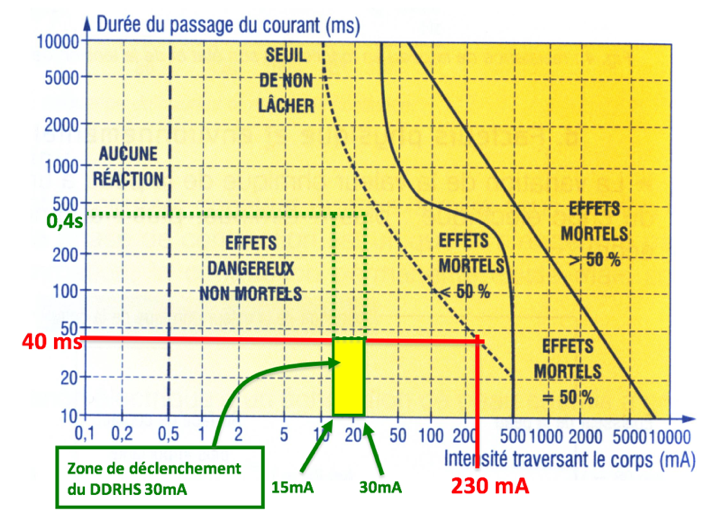 Durée du passage du courant (ms)
10000
5000
2000
1000
500
0,4s
200
100
50
40 ms
20
10
SEUIL
DE NON
LÂCHER
AUCUNE
RÉACTION
EFFETS
DANGEREUX
NON MORTELS
EFFETS
MORTELS
< 50 %
EFFETS
MORTELS
> 50 %
EFFETS
MORTELS
= 50 %
0,1 0,2 0,5 1 2 5 10 20 50 100 200 500 1000 2000 5000 10000
Intensité traversant le corps (mA)
Zone de déclenchement
du DDRHS 30mA
15mA
30mA
230 mA